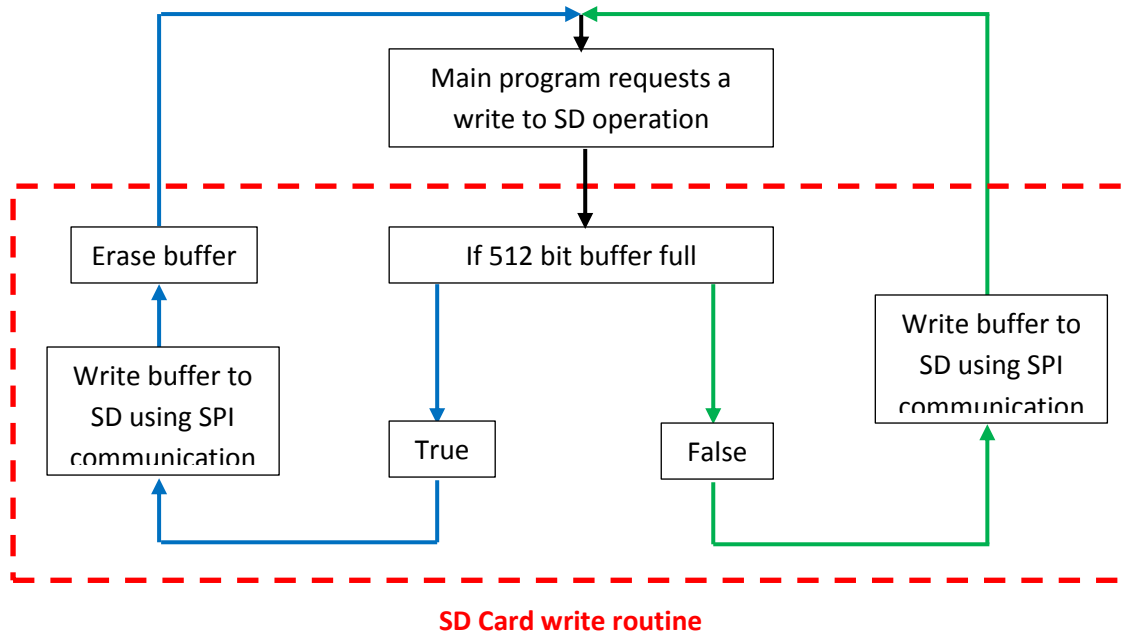 Main program requests a
write to SD operation
Erase buffer
If 512 bit buffer full
Write buffer to
SD using SPI
communication
Write buffer to
SD using SPI
communication
True
False
SD Card write routine